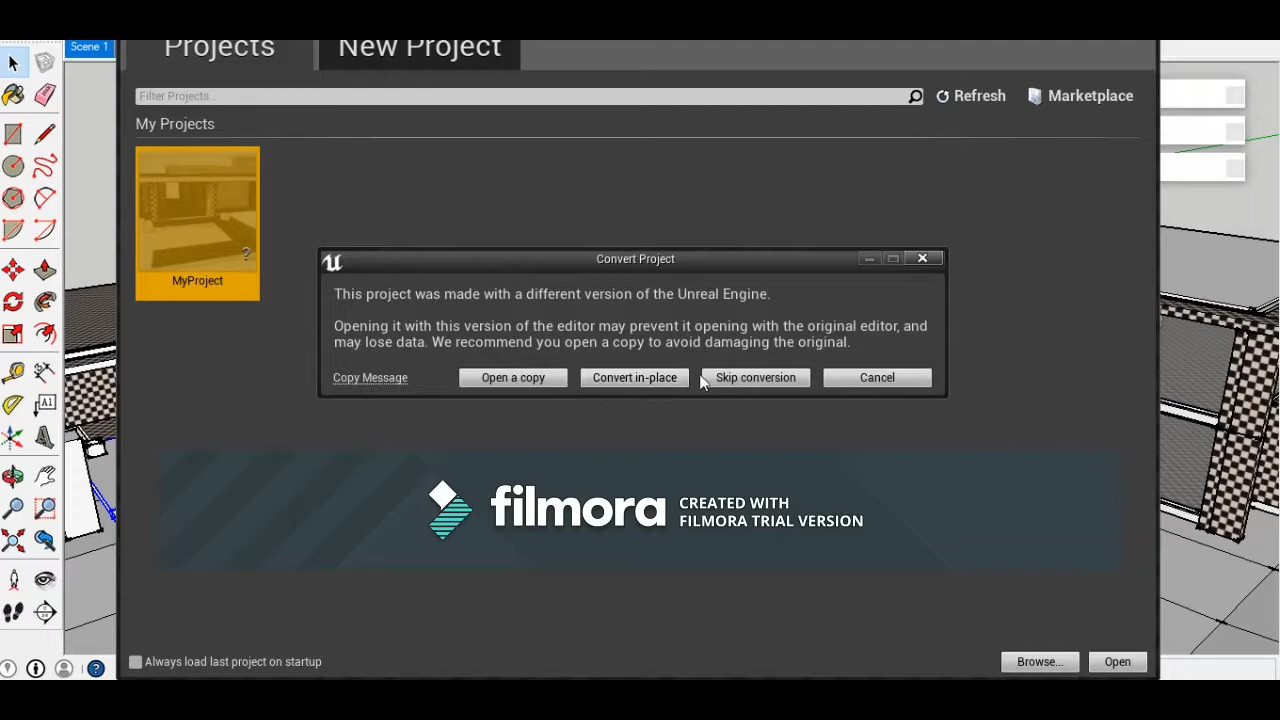 Scene 1
Projects
New Project
Filter Projects...
Refresh
Marketplace
My Projects
?
MyProject
Convert Project
This project was made with a different version of the Unreal Engine.
Opening it with this version of the editor may prevent it opening with the original editor, and
may lose data. We recommend you open a copy to avoid damaging the original.
Copy Message
Open a copy
Convert in-place
Skip conversion
Cancel
filmora
CREATED WITH
FILMORA TRIAL VERSION
Always load last project on startup
Browse...
Open
A1